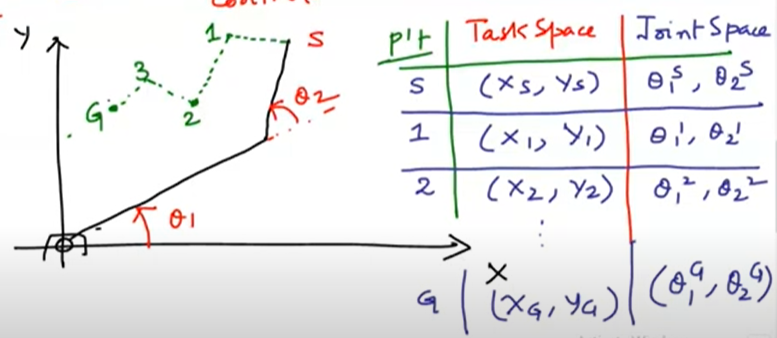 Y
1
S
3
G
2
θ2
θ1
X
p't | Task Space | Joint Space
S | (Xs, Ys) | θ₁ˢ, θ₂ˢ
1 | (X1, Y1) | θ₁¹, θ₂¹
2 | (X2, Y2) | θ₁², θ₂²
⋮
G | (XG, YG) | (θ₁ᴳ, θ₂ᴳ)